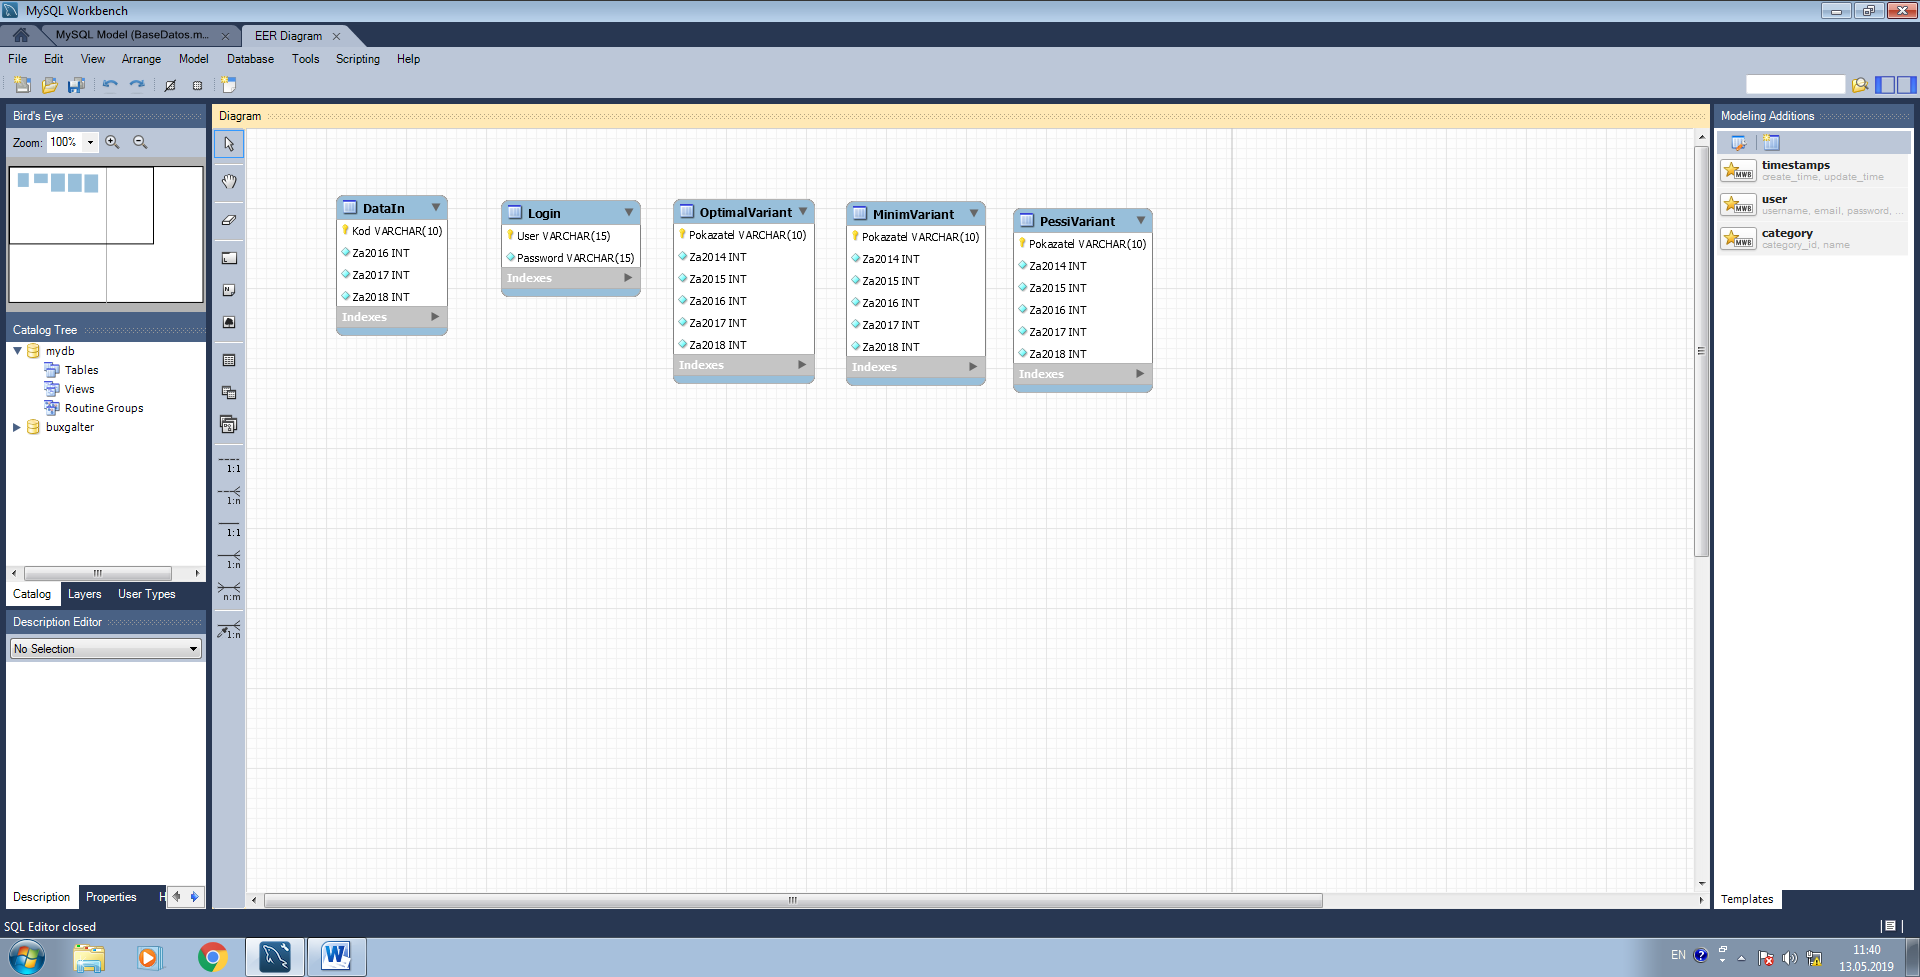 MySQL Workbench
MySQL Model (BaseDatos.m...
EER Diagram
File Edit View Arrange Model Database Tools Scripting Help
Bird's Eye
Zoom: 100%
Diagram
Modeling Additions
timestamps
create_time, update_time
user
username, email, password, ...
category
category_id, name
DataIn
Kod VARCHAR(10)
Za2016 INT
Za2017 INT
Za2018 INT
Indexes
Login
User VARCHAR(15)
Password VARCHAR(15)
Indexes
OptimalVariant
Pokazatel VARCHAR(10)
Za2014 INT
Za2015 INT
Za2016 INT
Za2017 INT
Za2018 INT
Indexes
MinimVariant
Pokazatel VARCHAR(10)
Za2014 INT
Za2015 INT
Za2016 INT
Za2017 INT
Za2018 INT
Indexes
PessiVariant
Pokazatel VARCHAR(10)
Za2014 INT
Za2015 INT
Za2016 INT
Za2017 INT
Za2018 INT
Indexes
Catalog Tree
mydb
Tables
Views
Routine Groups
buxgalter
1:1
1:n
1:1
1:n
n:m
1:n
Catalog Layers User Types
Description Editor
No Selection
Description Properties H
Templates
SQL Editor closed
EN
11:40
13.05.2019